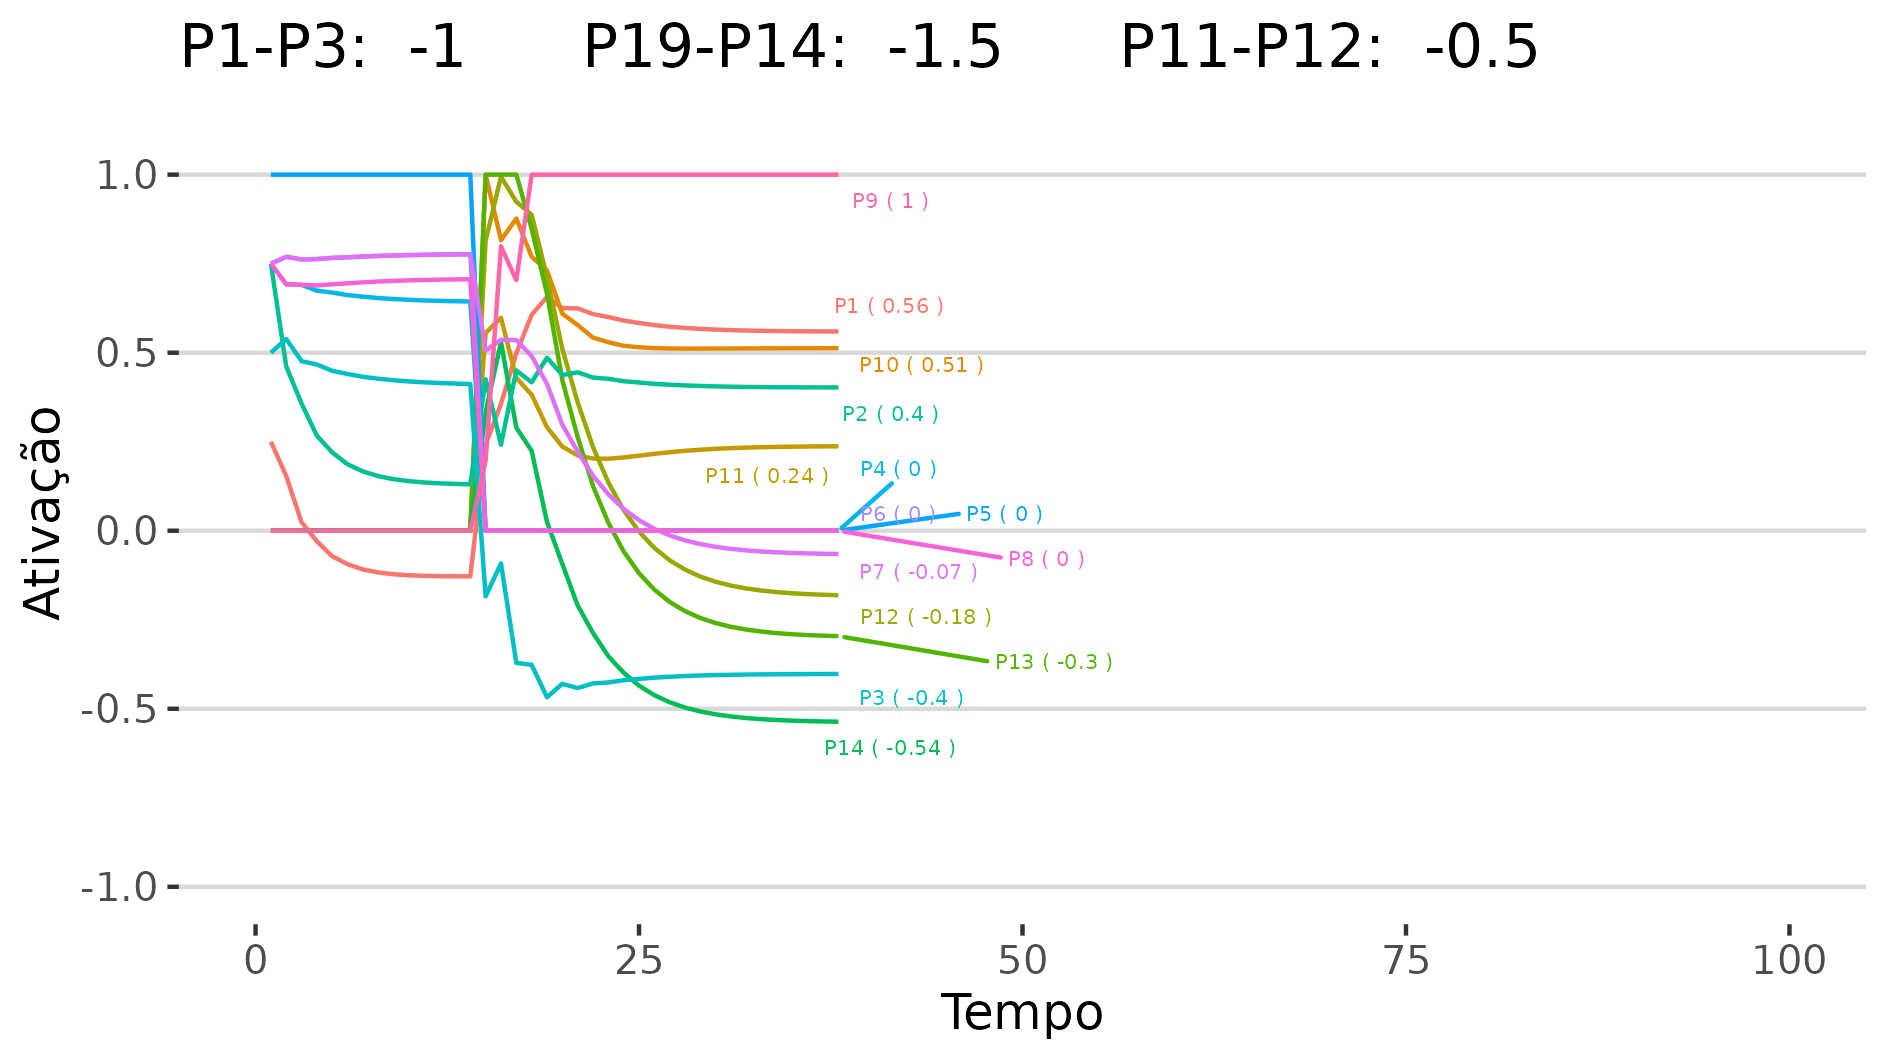 P1-P3: -1 P19-P14: -1.5 P11-P12: -0.5
1.0
P9 ( 1 )
P1 ( 0.56 )
0.5
P10 ( 0.51 )
P2 ( 0.4 )
P4 ( 0 )
P11 ( 0.24 )
P6 ( 0 )
P5 ( 0 )
0.0
P8 ( 0 )
P7 ( -0.07 )
P12 ( -0.18 )
P13 ( -0.3 )
P3 ( -0.4 )
-0.5
P14 ( -0.54 )
-1.0
Ativação
0 25 50 75 100
Tempo